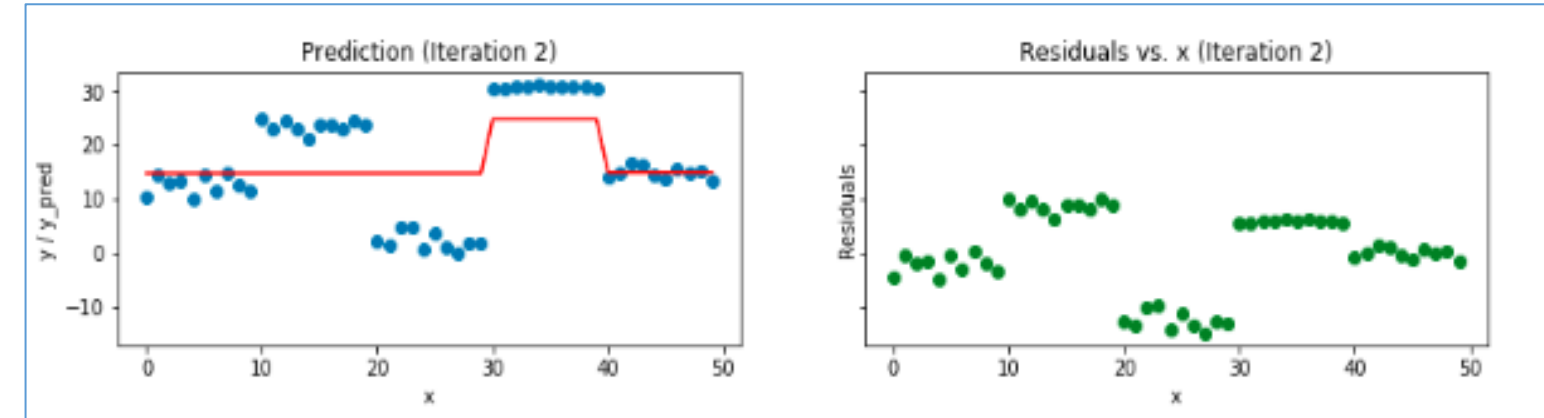 Prediction (Iteration 2)
y / y_pred
30
20
10
0
−10
0 10 20 30 40 50
x
Residuals vs. x (Iteration 2)
Residuals
0 10 20 30 40 50
x